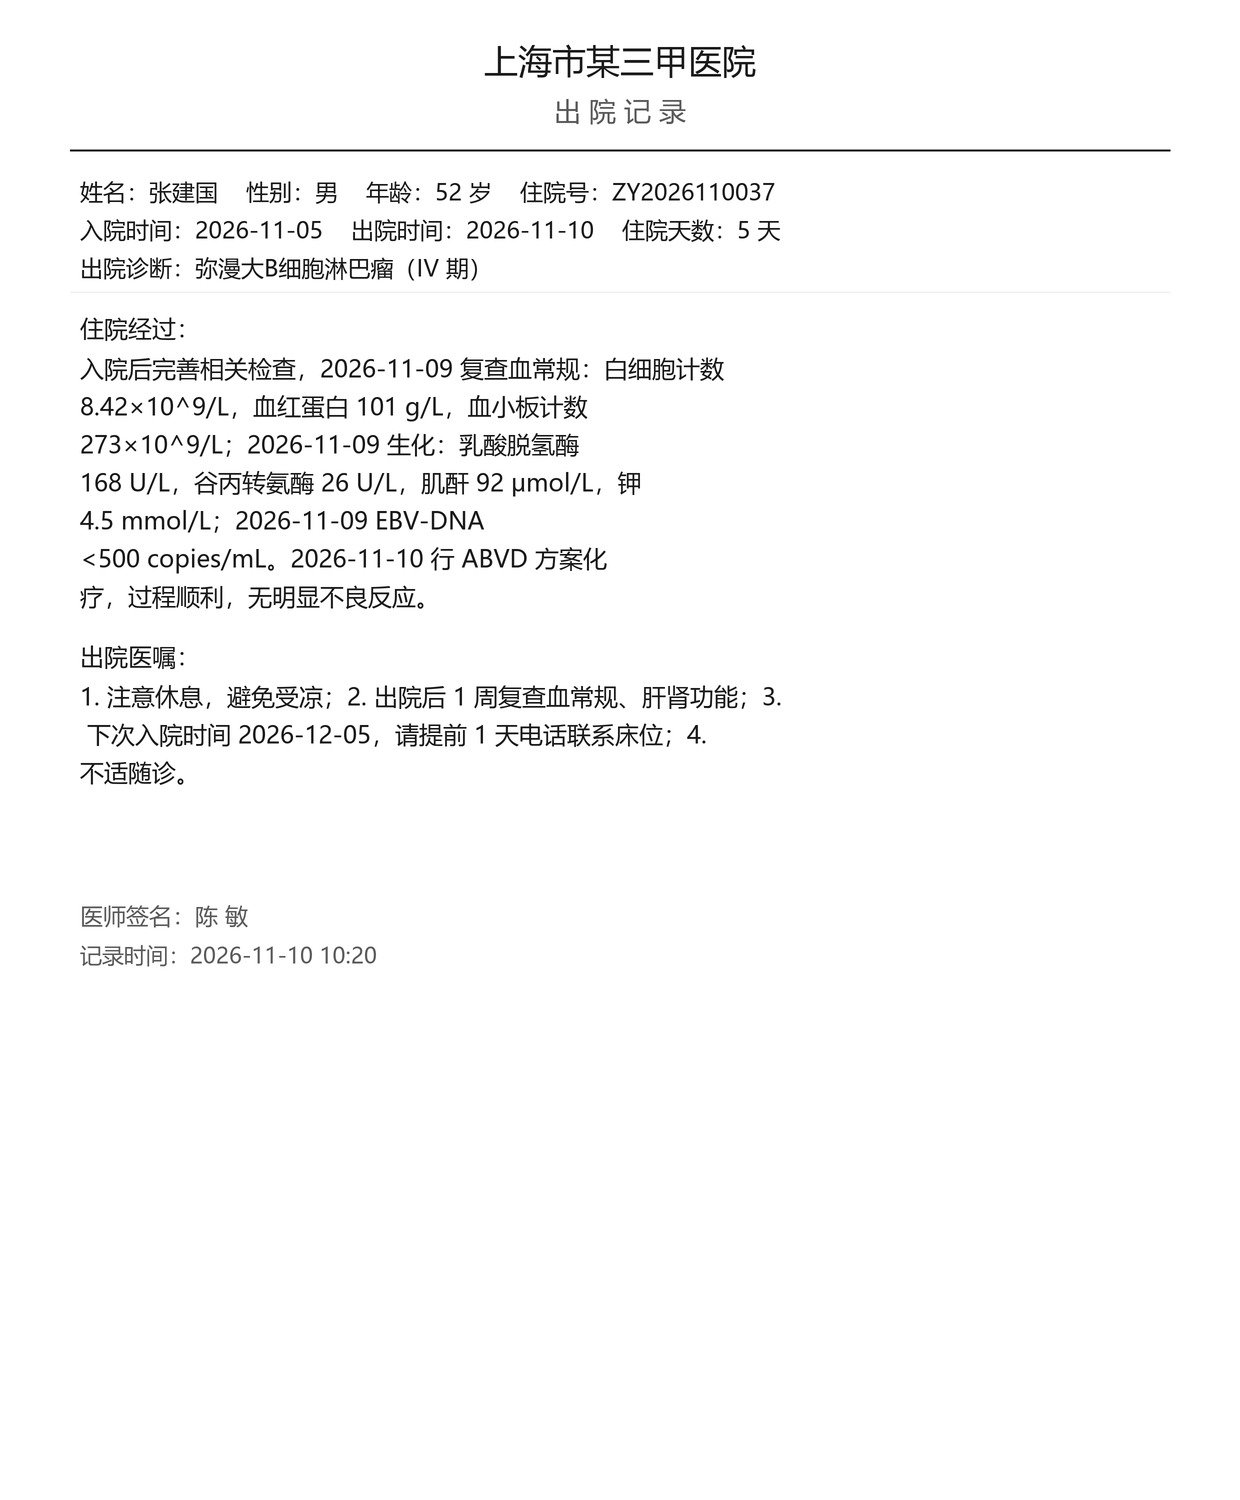 上海市某三甲医院
出 院 记 录
姓名：张建国　性别：男　年龄：52 岁　住院号：ZY2026110037
入院时间：2026-11-05　出院时间：2026-11-10　住院天数：5 天
出院诊断：弥漫大B细胞淋巴瘤（IV 期）
住院经过：
入院后完善相关检查，2026-11-09 复查血常规：白细胞计数
8.42×10^9/L，血红蛋白 101 g/L，血小板计数
273×10^9/L；2026-11-09 生化：乳酸脱氢酶
168 U/L，谷丙转氨酶 26 U/L，肌酐 92 μmol/L，钾
4.5 mmol/L；2026-11-09 EBV-DNA
<500 copies/mL。2026-11-10 行 ABVD 方案化
疗，过程顺利，无明显不良反应。
出院医嘱：
1. 注意休息，避免受凉；2. 出院后 1 周复查血常规、肝肾功能；3.
下次入院时间 2026-12-05，请提前 1 天电话联系床位；4.
不适随诊。
医师签名：陈 敏
记录时间：2026-11-10 10:20